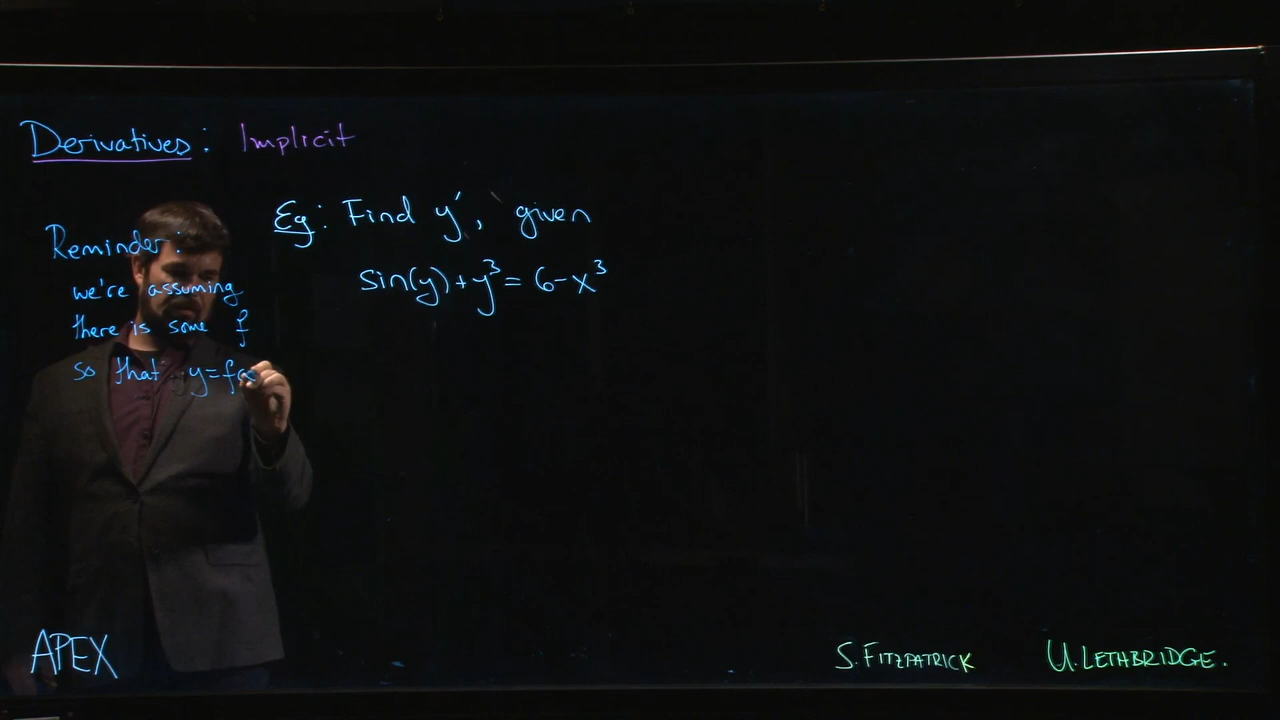 Derivatives: Implicit
Eg: Find y', given
sin(y) + y³ = 6 - x³
Reminder:
we're assuming
there is some f
so that y=f(x
APEX
S. FITZPATRICK
U. LETHBRIDGE.